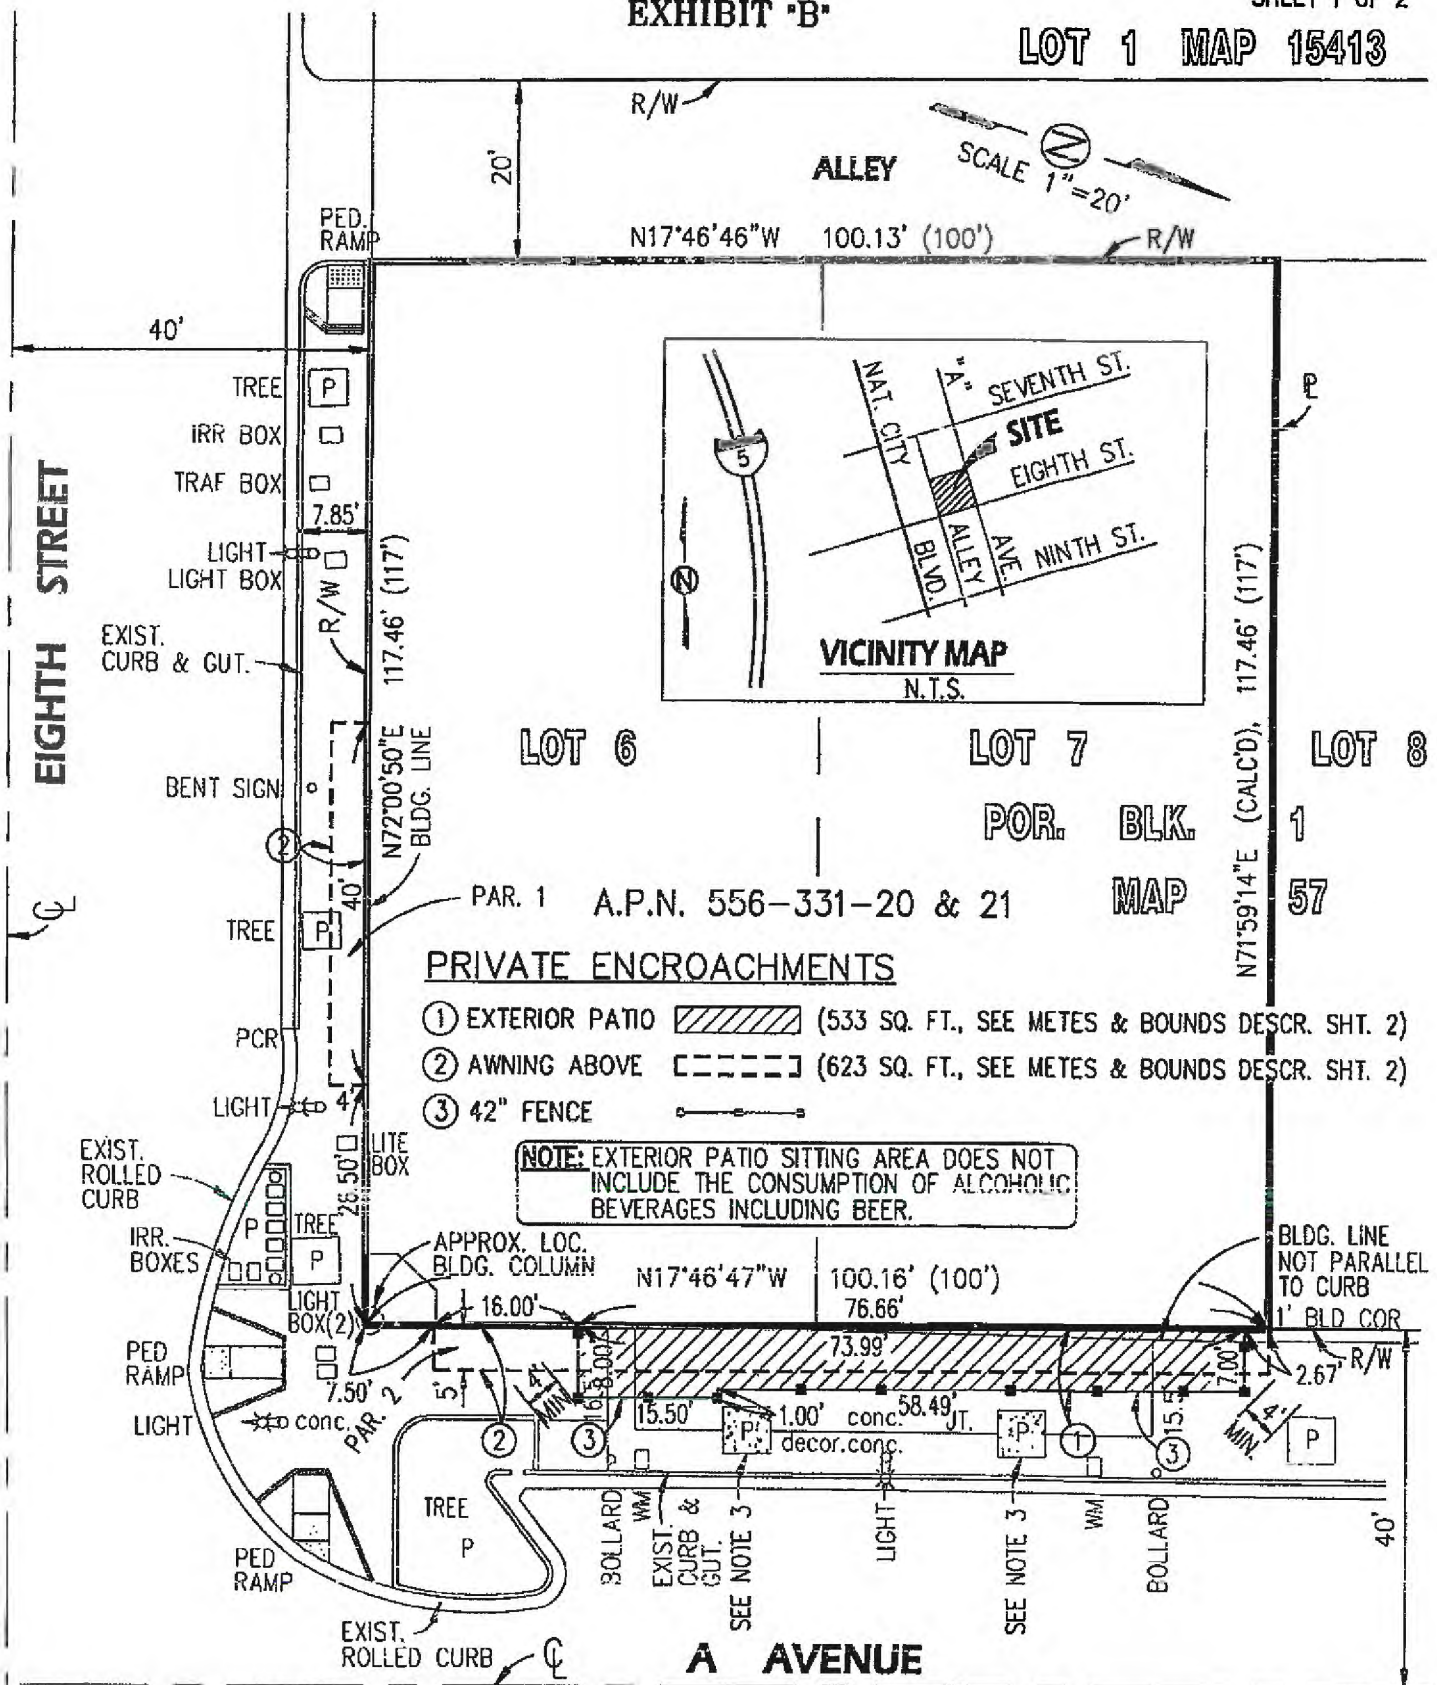 EXHIBIT "B"
SHEET 1 OF 2
LOT 1 MAP 15413
R/W
20'
ALLEY
N
SCALE 1"=20'
PED.
RAMP
N17°46'46"W 100.13' (100')
R/W
40'
TREE
P
IRR BOX
TRAF BOX
7.85'
LIGHT
LIGHT BOX
R/W
117.46' (117')
EXIST.
CURB & GUT.
EIGHTH STREET
5
N
NAT. CITY
BLVD.
"A"
AVE.
SEVENTH ST.
SITE
EIGHTH ST.
ALLEY
NINTH ST.
VICINITY MAP
N.T.S.
PL
N71°59'14"E (CALC'D), 117.46' (117')
BENT SIGN
2
N72°00'50"E
BLDG. LINE
40'
LOT 6
LOT 7
LOT 8
POR. BLK. 1
MAP 57
CL
TREE
P
PAR. 1
A.P.N. 556-331-20 & 21
PRIVATE ENCROACHMENTS
1 EXTERIOR PATIO (533 SQ. FT., SEE METES & BOUNDS DESCR. SHT. 2)
2 AWNING ABOVE (623 SQ. FT., SEE METES & BOUNDS DESCR. SHT. 2)
3 42" FENCE
PCR
LIGHT
4'
LITE
BOX
26.50'
NOTE: EXTERIOR PATIO SITTING AREA DOES NOT
INCLUDE THE CONSUMPTION OF ALCOHOLIC
BEVERAGES INCLUDING BEER.
EXIST.
ROLLED
CURB
P
TREE
P
IRR.
BOXES
APPROX. LOC.
BLDG. COLUMN
N17°46'47"W 100.16' (100')
BLDG. LINE
NOT PARALLEL
TO CURB
LIGHT
BOX(2)
16.00'
76.66'
1' BLD COR
PED
RAMP
73.99'
8.00'
7.00'
2.67'
R/W
7.50'
PAR. 2
5'
4'
MIN.
LIGHT
conc.
2
3
15.50'
P
1.00'
conc.
58.49'
JT.
decor.conc.
P
1
3
15.5
4'
MIN.
P
TREE
P
BOLLARD
WM
EXIST.
CURB &
GUT.
SEE NOTE 3
LIGHT
SEE NOTE 3
WM
BOLLARD
40'
PED
RAMP
EXIST.
ROLLED CURB
CL
A AVENUE